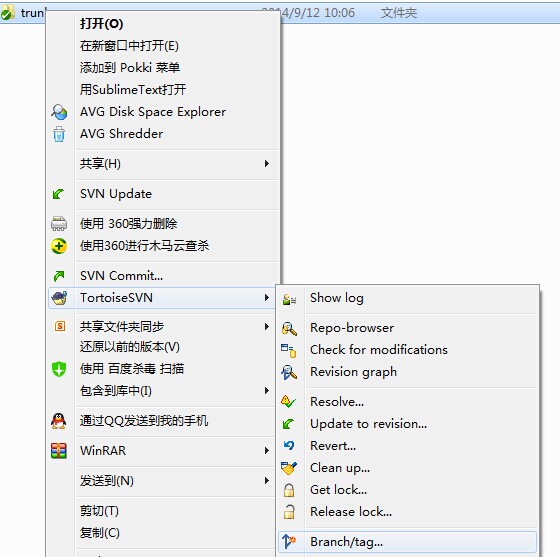 trun 2014/9/12 10:06 文件夹
打开(O)
在新窗口中打开(E)
添加到 Pokki 菜单
用SublimeText打开
AVG Disk Space Explorer
AVG Shredder
共享(H)
SVN Update
使用 360强力删除
使用360进行木马云查杀
SVN Commit...
TortoiseSVN
共享文件夹同步
还原以前的版本(V)
使用 百度杀毒 扫描
包含到库中(I)
通过QQ发送到我的手机
WinRAR
发送到(N)
剪切(T)
复制(C)
Show log
Repo-browser
Check for modifications
Revision graph
Resolve...
Update to revision...
Revert...
Clean up...
Get lock...
Release lock...
Branch/tag...